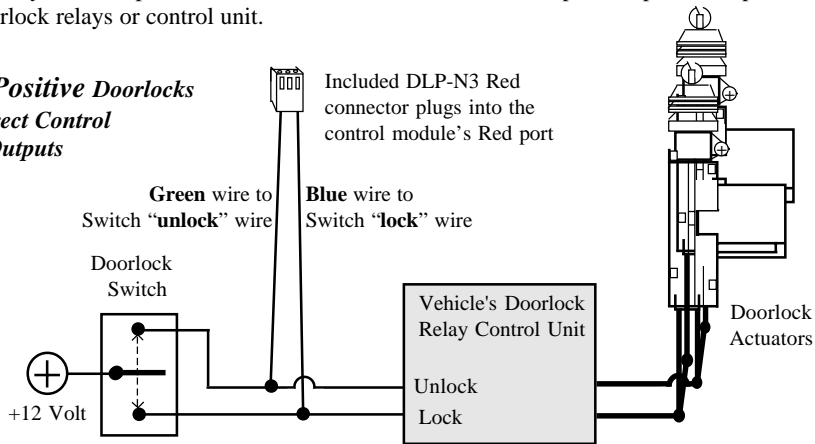 rlock relays or control unit.
Positive Doorlocks
ect Control
utputs
Included DLP-N3 Red
connector plugs into the
control module's Red port
Green wire to
Switch “unlock” wire
Blue wire to
Switch “lock” wire
Doorlock
Switch
+12 Volt
Vehicle's Doorlock
Relay Control Unit
Unlock
Lock
Doorlock
Actuators